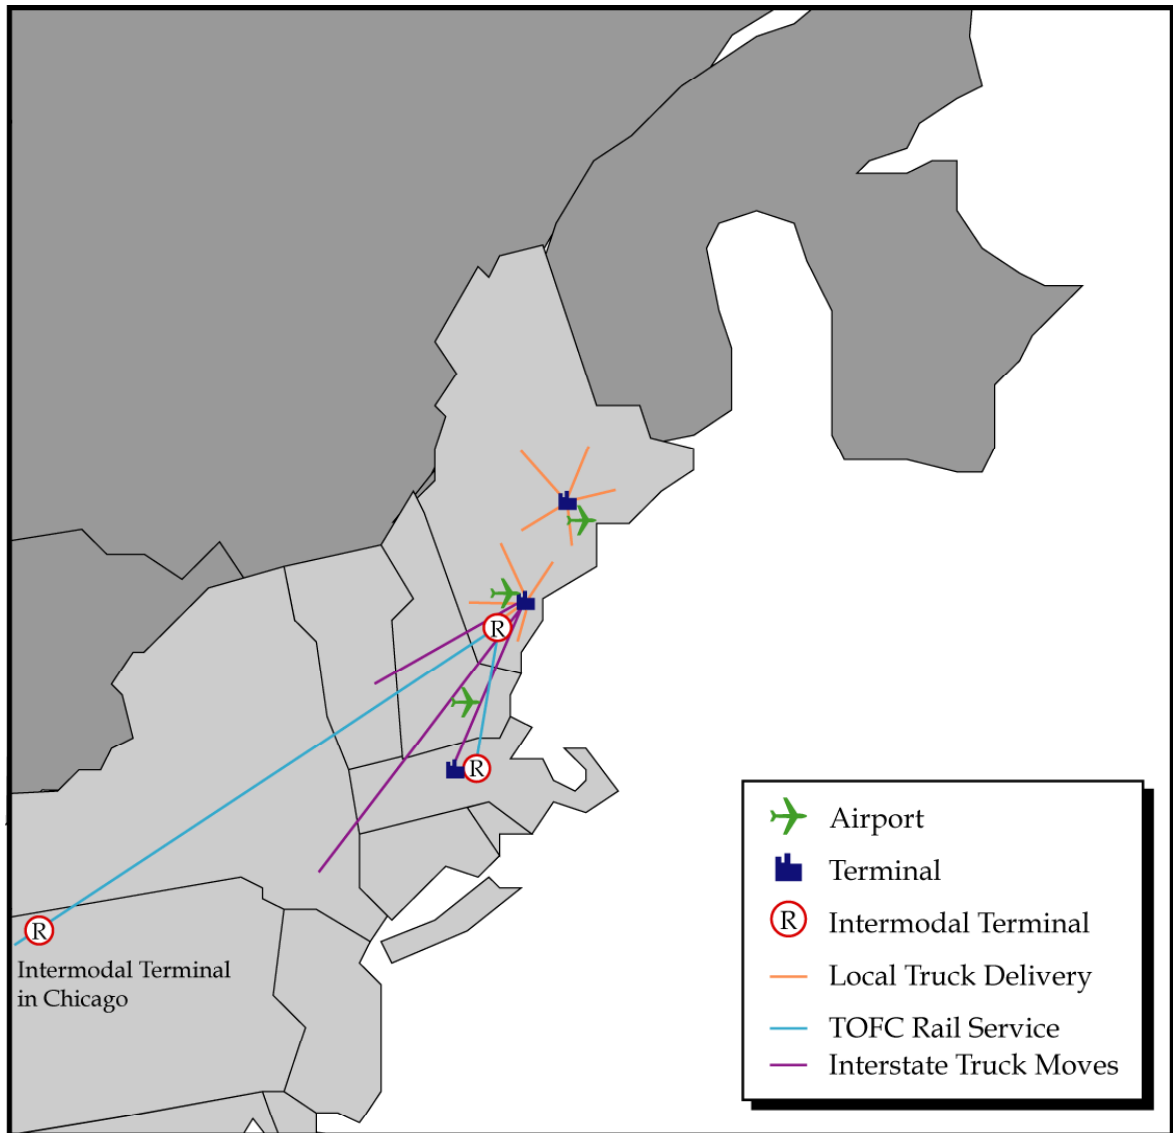 R
R
R
Intermodal Terminal
in Chicago
Airport
Terminal
R Intermodal Terminal
Local Truck Delivery
TOFC Rail Service
Interstate Truck Moves